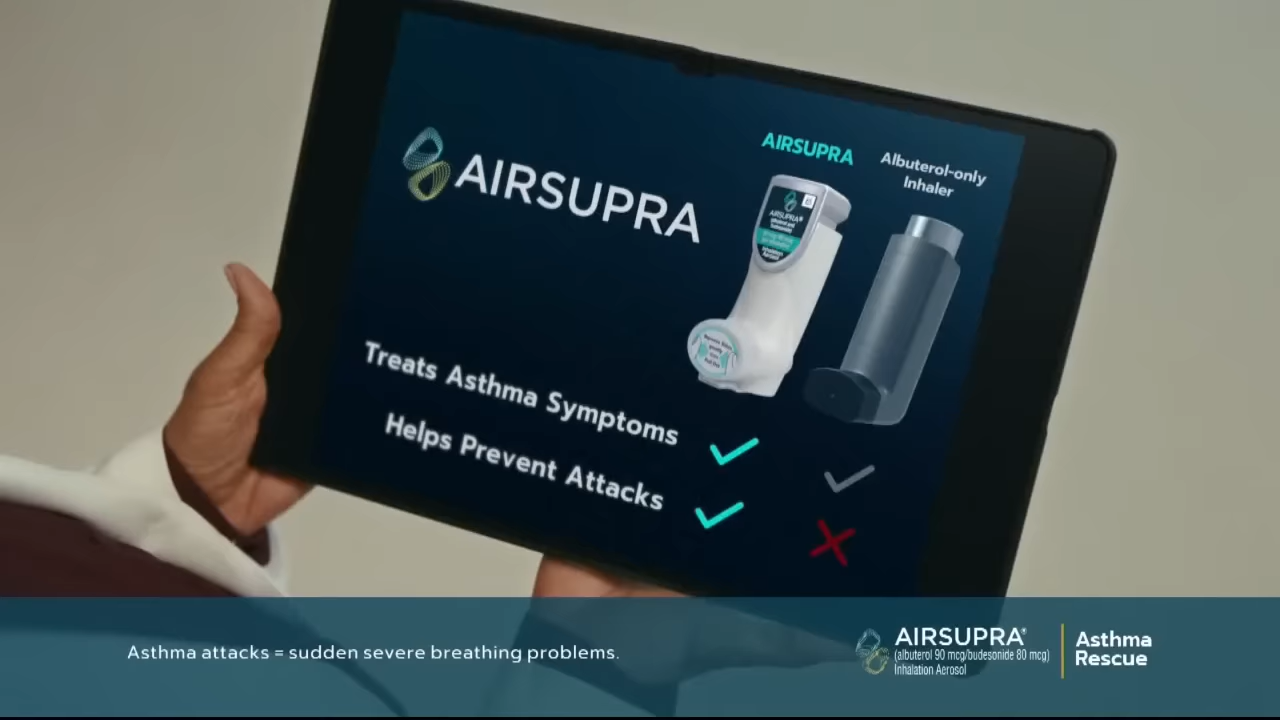 AIRSUPRA
AIRSUPRA
Albuterol-only
Inhaler
AIRSUPRA®
Treats Asthma Symptoms
Helps Prevent Attacks
Asthma attacks = sudden severe breathing problems.
AIRSUPRA®
(albuterol 90 mcg/budesonide 80 mcg)
Inhalation Aerosol
Asthma
Rescue